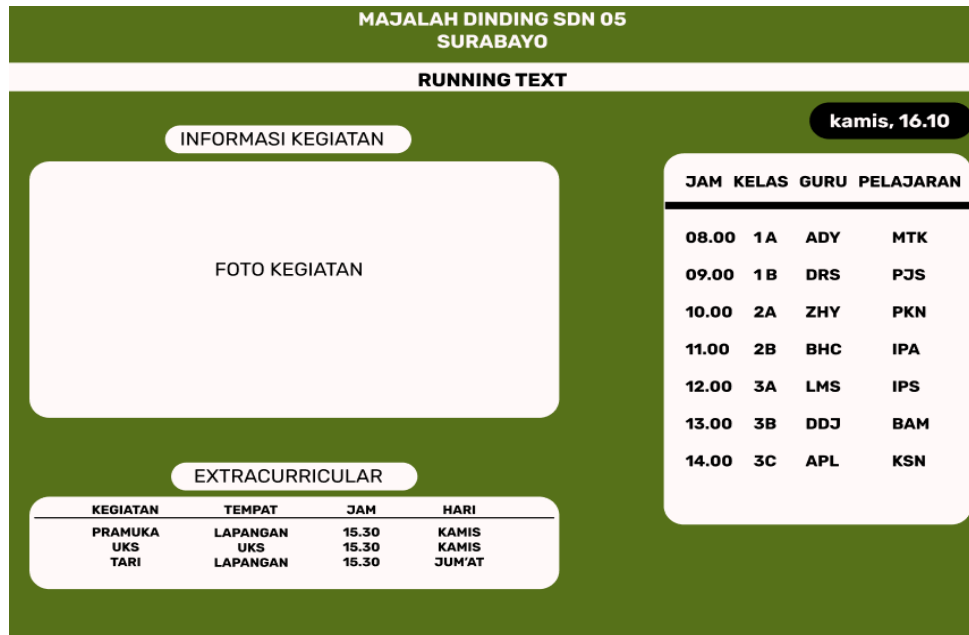 MAJALAH DINDING SDN 05
SURABAYO
RUNNING TEXT
kamis, 16.10
INFORMASI KEGIATAN
FOTO KEGIATAN
JAM KELAS GURU PELAJARAN
08.00 1A ADY MTK
09.00 1B DRS PJS
10.00 2A ZHY PKN
11.00 2B BHC IPA
12.00 3A LMS IPS
13.00 3B DDJ BAM
14.00 3C APL KSN
EXTRACURRICULAR
KEGIATAN TEMPAT JAM HARI
PRAMUKA LAPANGAN 15.30 KAMIS
UKS UKS 15.30 KAMIS
TARI LAPANGAN 15.30 JUM'AT